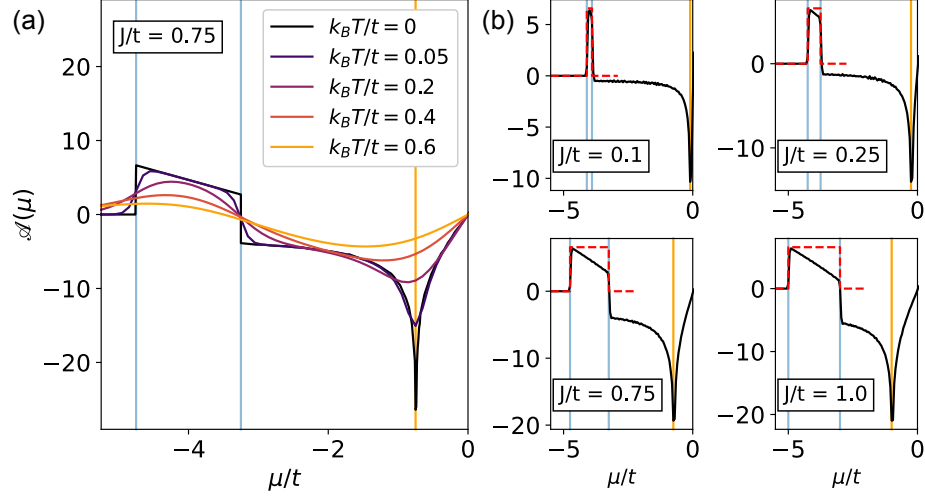 (a)
J/t = 0.75
k_BT/t = 0
k_BT/t = 0.05
k_BT/t = 0.2
k_BT/t = 0.4
k_BT/t = 0.6
20
10
0
−10
−20
𝒜(μ)
−4
−2
0
μ/t
(b)
5
0
−5
−10
J/t = 0.1
−5
0
0
−10
J/t = 0.25
−5
0
0
−10
−20
J/t = 0.75
−5
0
μ/t
0
−10
−20
J/t = 1.0
−5
0
μ/t